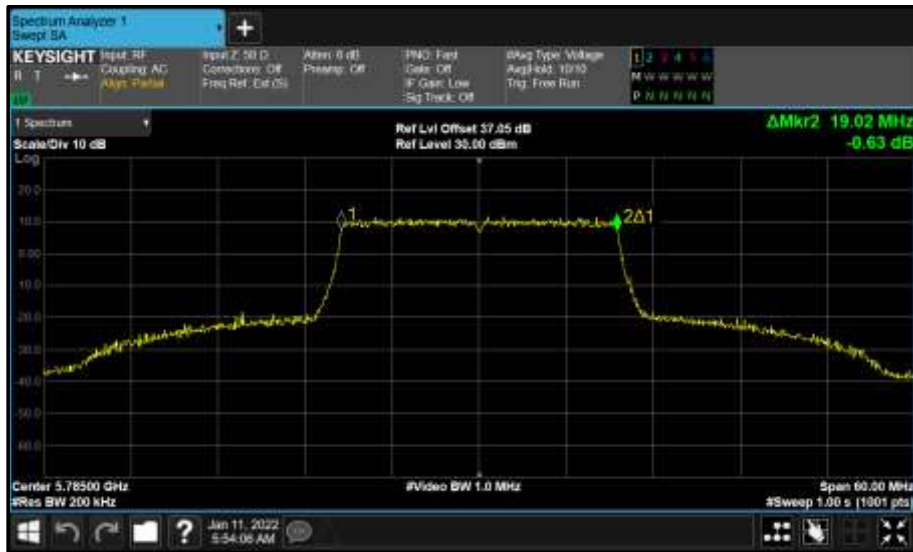 Spectrum Analyzer 1
Swept SA
+
KEYSIGHT
R T
Input: RF
Coupling: AC
Align: Partial
Input Z: 50 Ω
Corrections: Off
Freq Ref: Ext (S)
Atten: 6 dB
Preamp: Off
PNO: Fast
Gate: Off
IF Gain: Low
Sig Track: Off
#Avg Type: Voltage
Avg|Hold: 10/10
Trig: Free Run
1 2 3 4 5 6
M W W W W W
P N N N N N
1 Spectrum
Scale/Div 10 dB
Ref Lvl Offset 37.05 dB
Ref Level 30.00 dBm
ΔMkr2 19.02 MHz
-0.63 dB
Log
20.0
10.0
0.00
-10.0
-20.0
-30.0
-40.0
-50.0
-60.0
1
2Δ1
Center 5.78500 GHz
#Res BW 200 kHz
#Video BW 1.0 MHz
Span 60.00 MHz
#Sweep 1.00 s (1001 pts)
?
Jan 11, 2022
5:54:06 AM